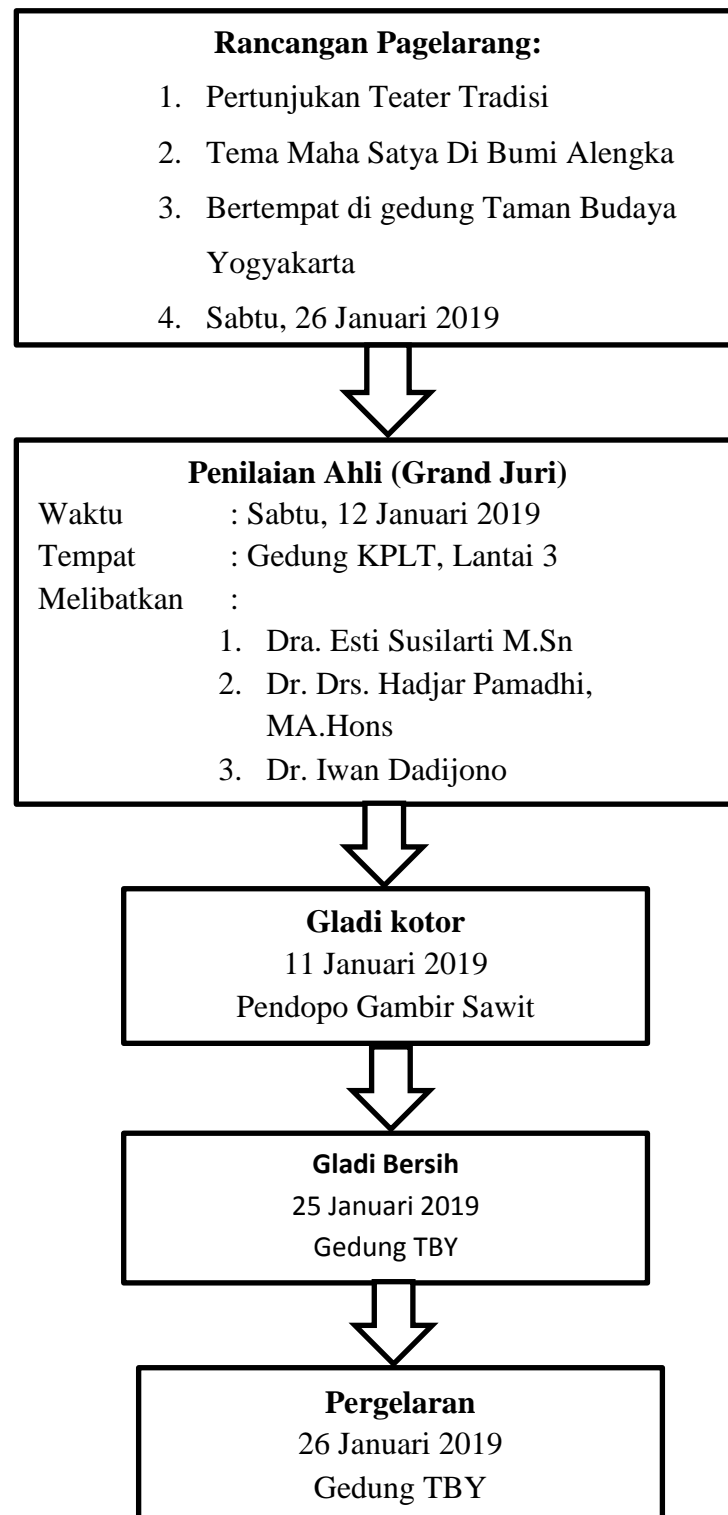 Rancangan Pagelarang:
1. Pertunjukan Teater Tradisi
2. Tema Maha Satya Di Bumi Alengka
3. Bertempat di gedung Taman Budaya
Yogyakarta
4. Sabtu, 26 Januari 2019
Penilaian Ahli (Grand Juri)
Waktu : Sabtu, 12 Januari 2019
Tempat : Gedung KPLT, Lantai 3
Melibatkan :
1. Dra. Esti Susilarti M.Sn
2. Dr. Drs. Hadjar Pamadhi,
MA.Hons
3. Dr. Iwan Dadijono
Gladi kotor
11 Januari 2019
Pendopo Gambir Sawit
Gladi Bersih
25 Januari 2019
Gedung TBY
Pergelaran
26 Januari 2019
Gedung TBY